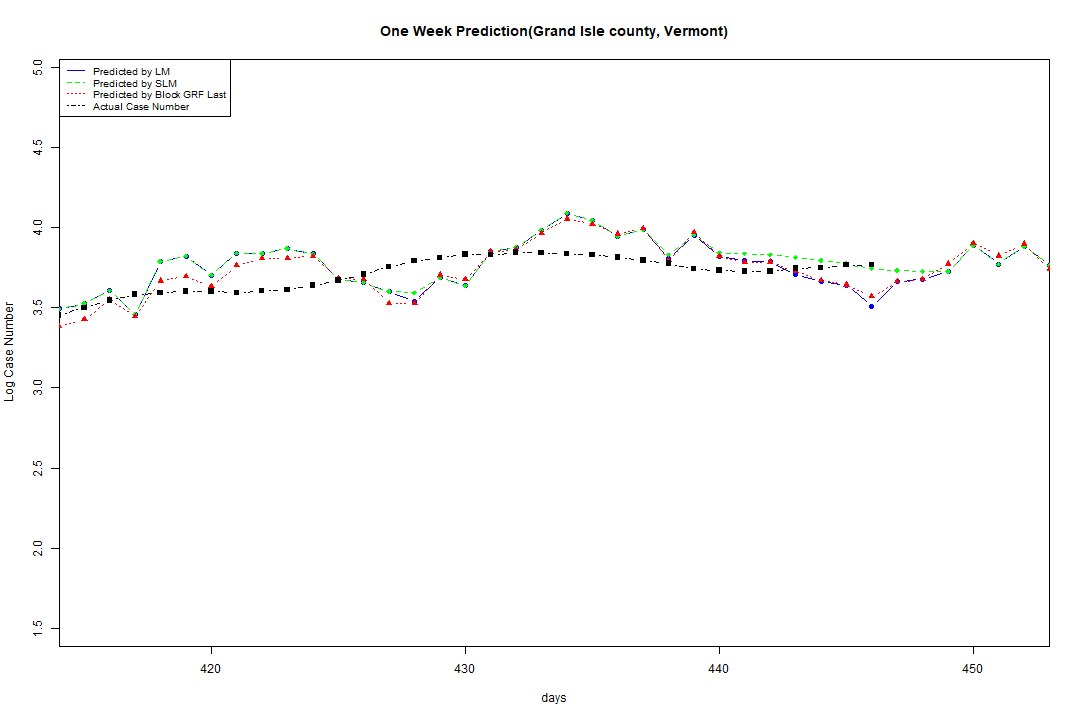 One Week Prediction(Grand Isle county, Vermont)
Predicted by LM
Predicted by SLM
Predicted by Block GRF Last
Actual Case Number
5.0
4.5
4.0
3.5
3.0
2.5
2.0
1.5
Log Case Number
420
430
440
450
days